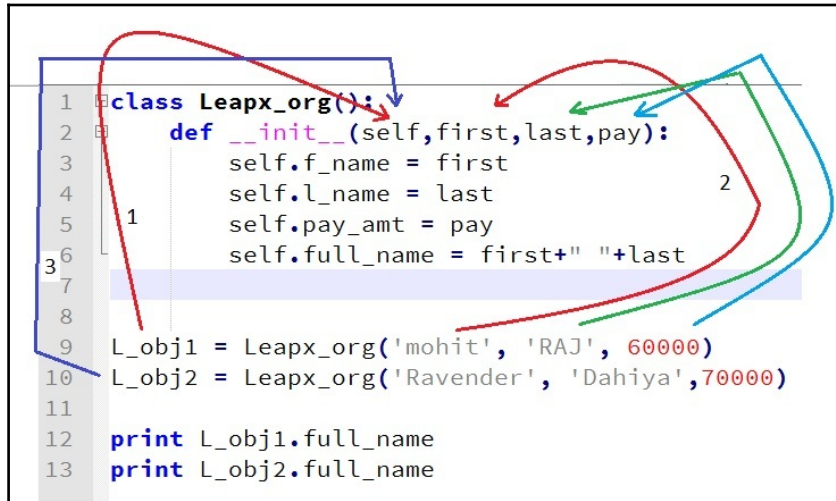 1 class Leapx_org():
2 def __init__(self,first,last,pay):
3 self.f_name = first
4 self.l_name = last
5 self.pay_amt = pay
6 self.full_name = first+" "+last
7
8
9 L_obj1 = Leapx_org('mohit', 'RAJ', 60000)
10 L_obj2 = Leapx_org('Ravender', 'Dahiya',70000)
11
12 print L_obj1.full_name
13 print L_obj2.full_name
1
2
3